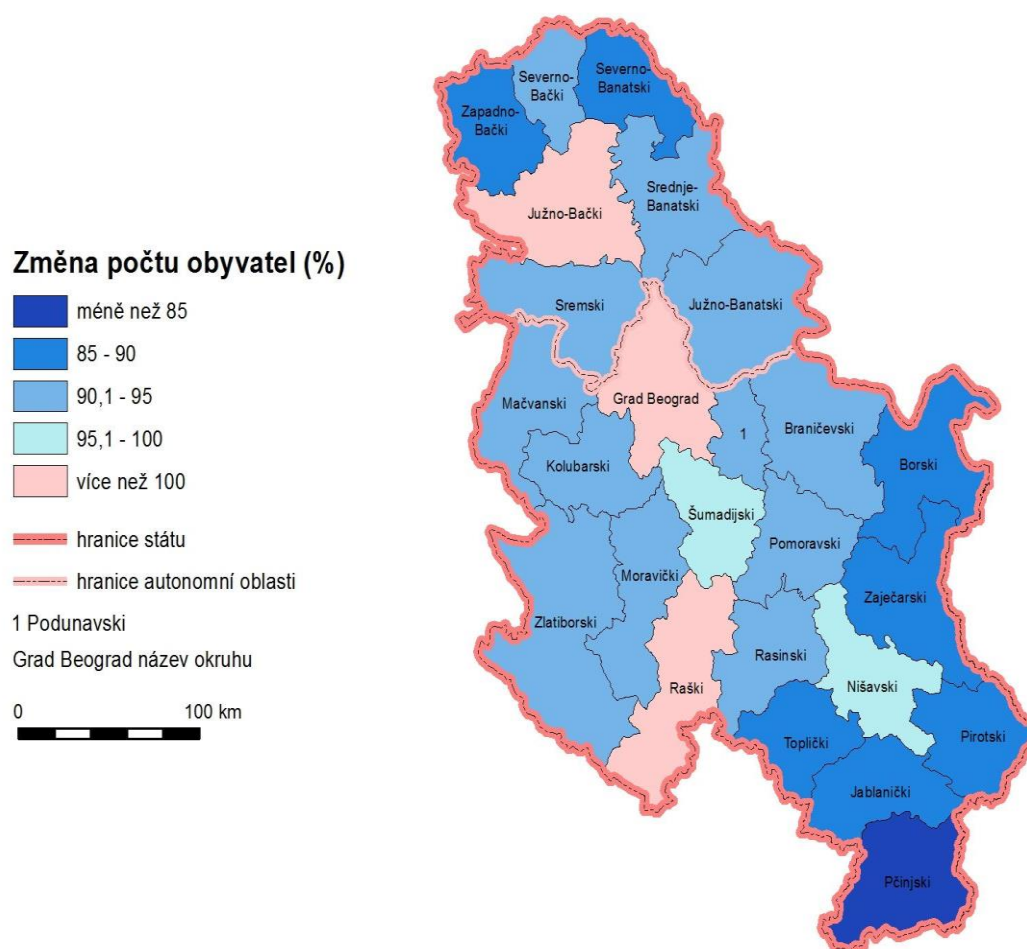 Změna počtu obyvatel (%)
méně než 85
85 - 90
90,1 - 95
95,1 - 100
více než 100
hranice státu
hranice autonomní oblasti
1 Podunavski
Grad Beograd název okruhu
0 100 km
Severno-
Bački
Severno-
Banatski
Zapadno-
Bački
Srednje-
Banatski
Južno-Bački
Sremski
Južno-Banatski
Mačvanski
Grad Beograd
1
Braničevski
Kolubarski
Borski
Šumadijski
Pomoravski
Moravički
Zaječarski
Zlatiborski
Rasinski
Raški
Nišavski
Toplički
Pirotski
Jablanički
Pčinjski